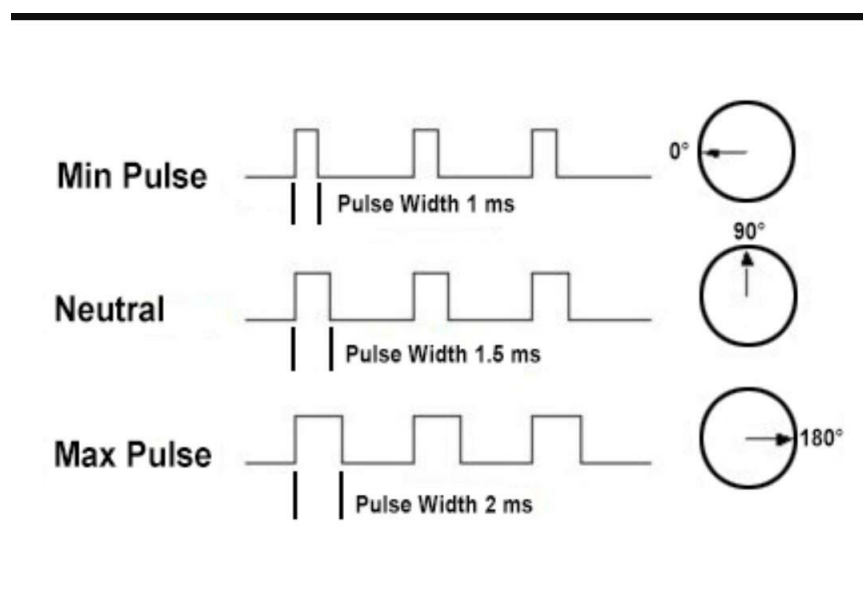 Min Pulse
Pulse Width 1 ms
0°
Neutral
Pulse Width 1.5 ms
90°
Max Pulse
Pulse Width 2 ms
180°